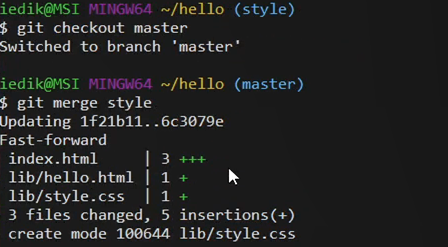 iedik@MSI MINGW64 ~/hello (style)
$ git checkout master
Switched to branch 'master'
iedik@MSI MINGW64 ~/hello (master)
$ git merge style
Updating 1f21b11..6c3079e
Fast-forward
 index.html     | 3 +++
 lib/hello.html | 1 +
 lib/style.css  | 1 +
 3 files changed, 5 insertions(+)
 create mode 100644 lib/style.css